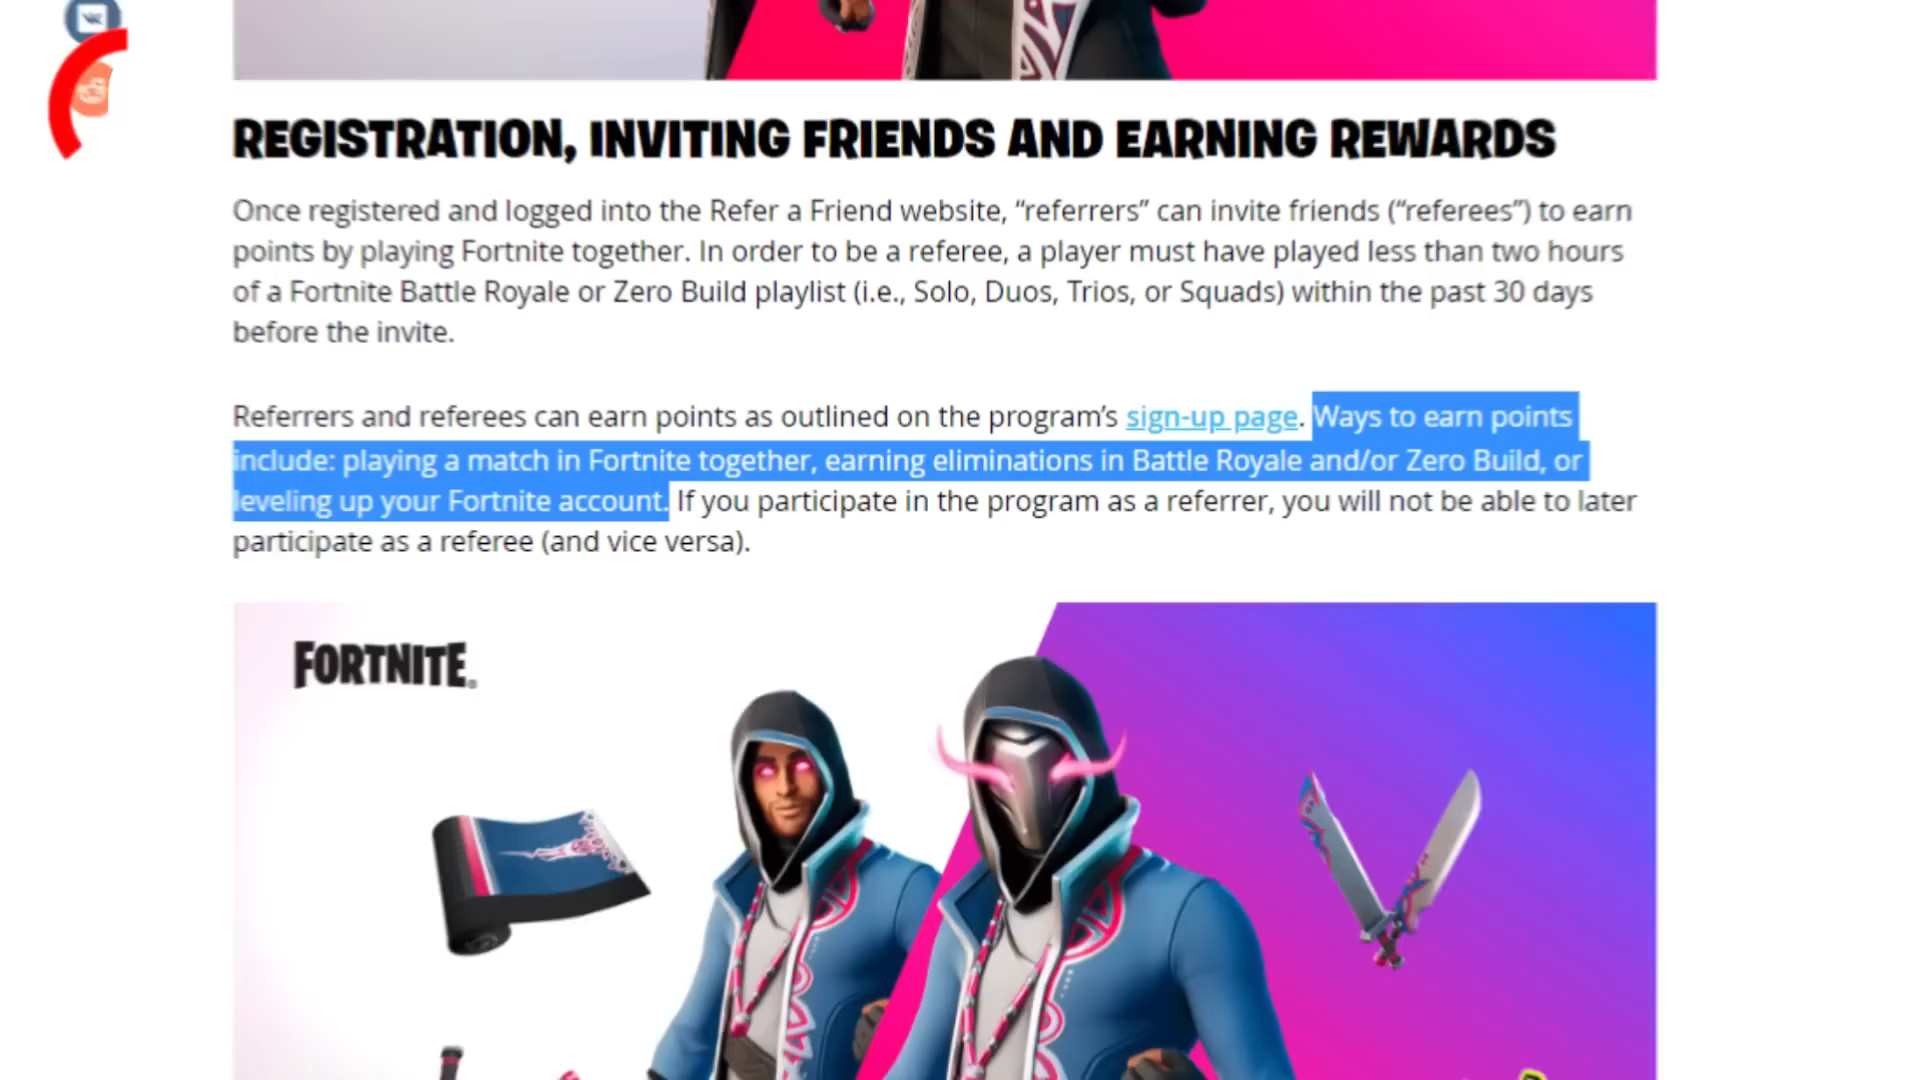 REGISTRATION, INVITING FRIENDS AND EARNING REWARDS
Once registered and logged into the Refer a Friend website, “referrers” can invite friends (“referees”) to earn
points by playing Fortnite together. In order to be a referee, a player must have played less than two hours
of a Fortnite Battle Royale or Zero Build playlist (i.e., Solo, Duos, Trios, or Squads) within the past 30 days
before the invite.
Referrers and referees can earn points as outlined on the program’s sign-up page. Ways to earn points
include: playing a match in Fortnite together, earning eliminations in Battle Royale and/or Zero Build, or
leveling up your Fortnite account. If you participate in the program as a referrer, you will not be able to later
participate as a referee (and vice versa).
FORTNITE